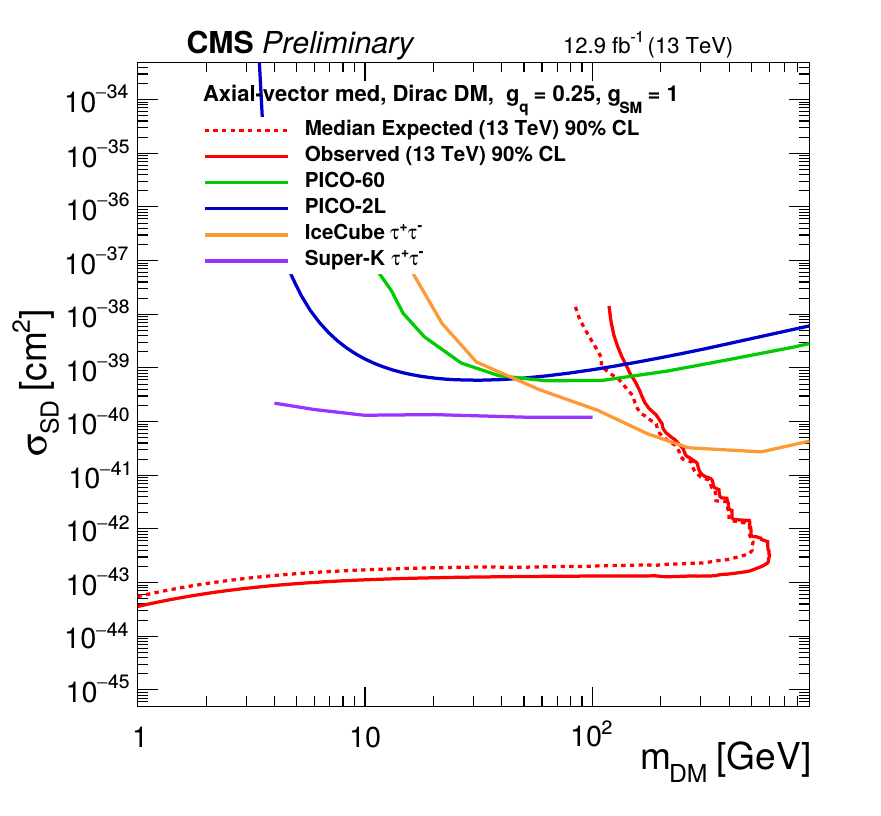 CMS Preliminary 12.9 fb⁻¹ (13 TeV)
Axial-vector med, Dirac DM, g_q = 0.25, g_SM = 1
Median Expected (13 TeV) 90% CL
Observed (13 TeV) 90% CL
PICO-60
PICO-2L
IceCube τ⁺τ⁻
Super-K τ⁺τ⁻
σ_SD [cm²]
10⁻³⁴
10⁻³⁵
10⁻³⁶
10⁻³⁷
10⁻³⁸
10⁻³⁹
10⁻⁴⁰
10⁻⁴¹
10⁻⁴²
10⁻⁴³
10⁻⁴⁴
10⁻⁴⁵
1 10 10²
m_DM [GeV]